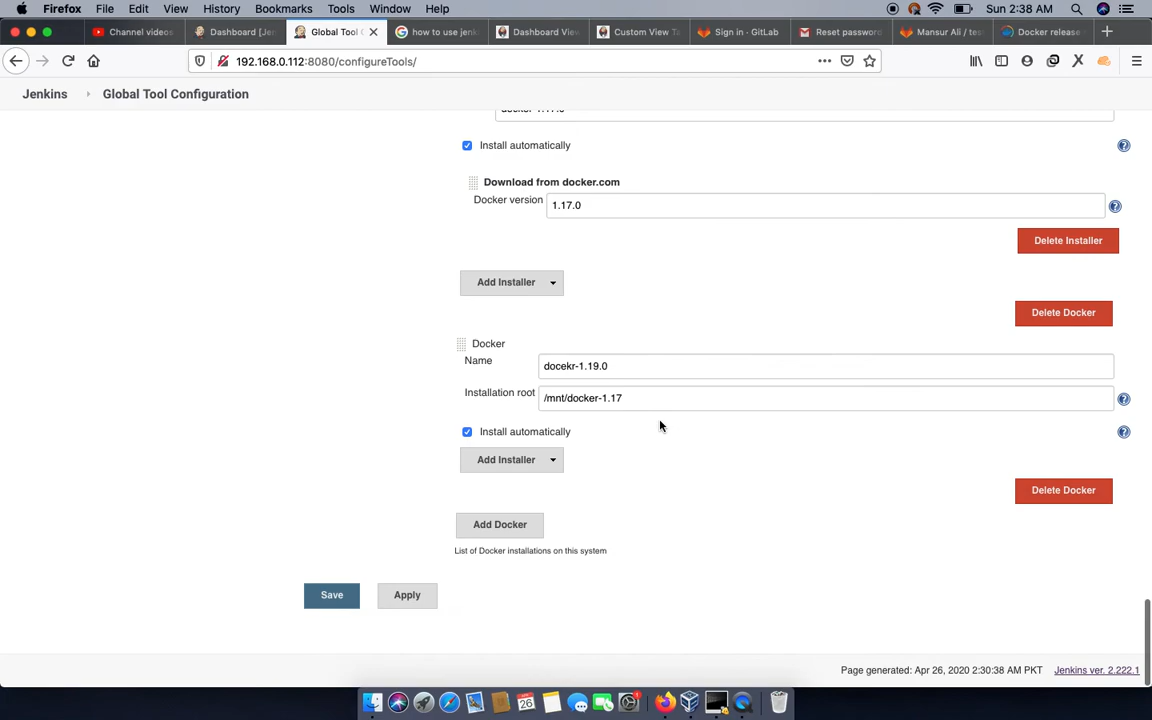 Firefox File Edit View History Bookmarks Tools Window Help Sun 2:38 AM
Channel videos Dashboard [Jen Global Tool C how to use jenk Dashboard View Custom View Ta Sign in · GitLab Reset password Mansur Ali / tes Docker release
192.168.0.112:8080/configureTools/
Jenkins Global Tool Configuration
Install automatically
Download from docker.com
Docker version 1.17.0
Delete Installer
Add Installer
Delete Docker
Docker
Name docekr-1.19.0
Installation root /mnt/docker-1.17
Install automatically
Add Installer
Delete Docker
Add Docker
List of Docker installations on this system
Save Apply
Page generated: Apr 26, 2020 2:30:38 AM PKT Jenkins ver. 2.222.1